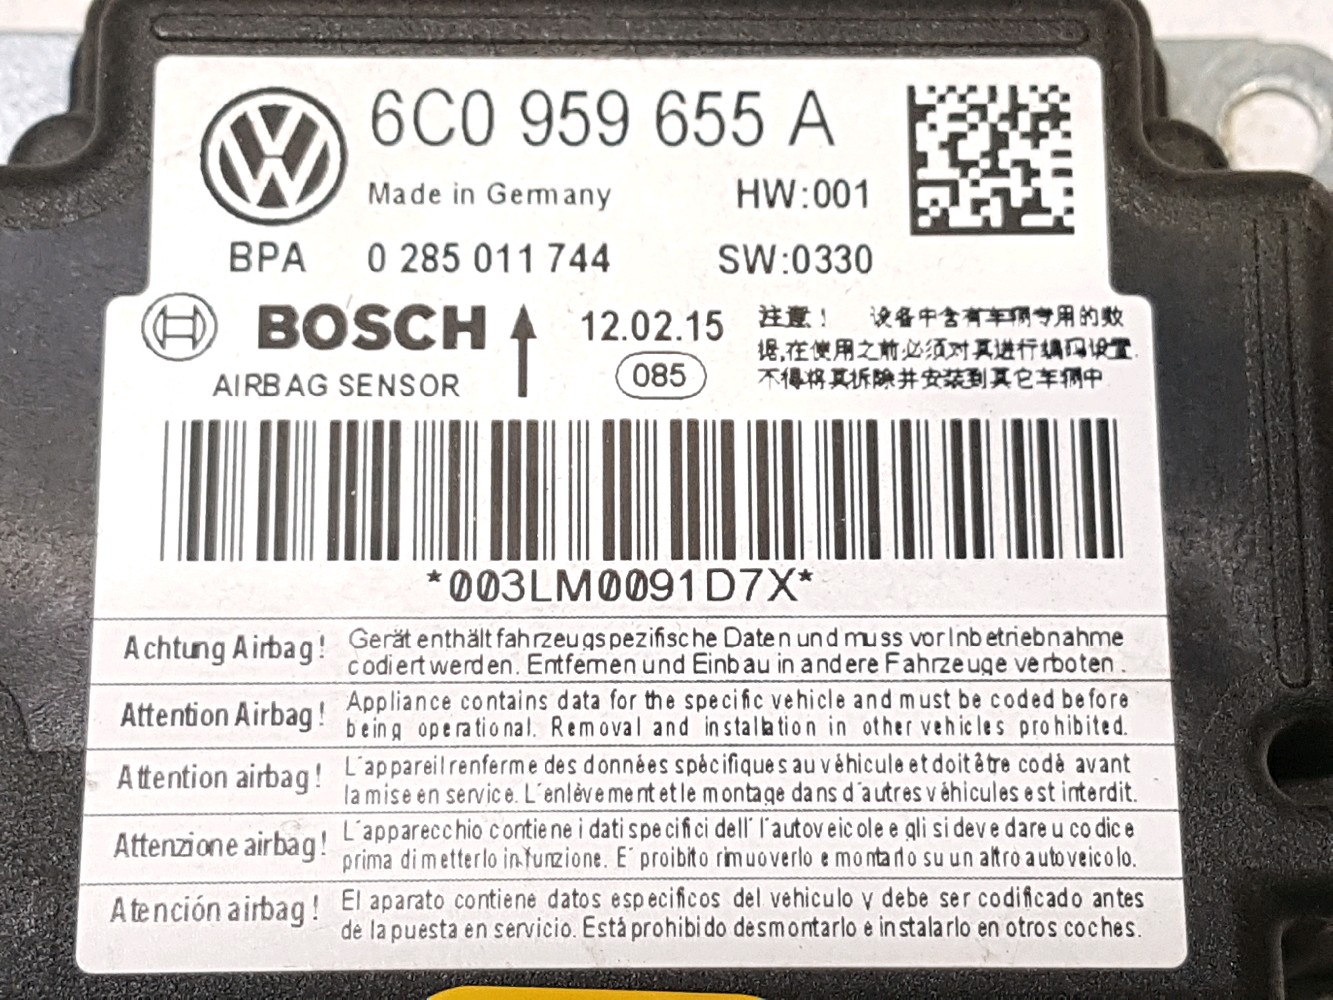 6C0 959 655 A
Made in Germany HW:001
BPA 0 285 011 744 SW:0330
BOSCH 12.02.15
AIRBAG SENSOR 085
注意！ 设备中含有车辆专用的数
据,在使用之前必须对其进行编码设置.
不得将其拆除并安装到其它车辆中
*003LM0091D7X*
Achtung Airbag! Gerät enthält fahrzeugspezifische Daten und muss vor Inbetriebnahme
codiert werden. Entfernen und Einbau in andere Fahrzeuge verboten.
Attention Airbag! Appliance contains data for the specific vehicle and must be coded before
being operational. Removal and installation in other vehicles prohibited.
Attention airbag! L'appareil renferme des données spécifiques au véhicule et doit être codé avant
la mise en service. L'enlèvement et le montage dans d'autres véhicules est interdit.
Attenzione airbag! L'apparecchio contiene i dati specifici dell' l'autoveicolo e gli si deve dare u codice
prima di metterlo in funzione. E' proibito rimuoverlo e montarlo su un altro autoveicolo.
Atención airbag! El aparato contiene datos especificos del vehículo y debe ser codificado antes
de la puesta en servicio. Está prohibido desmontarlo e instalarlo en otros coches.